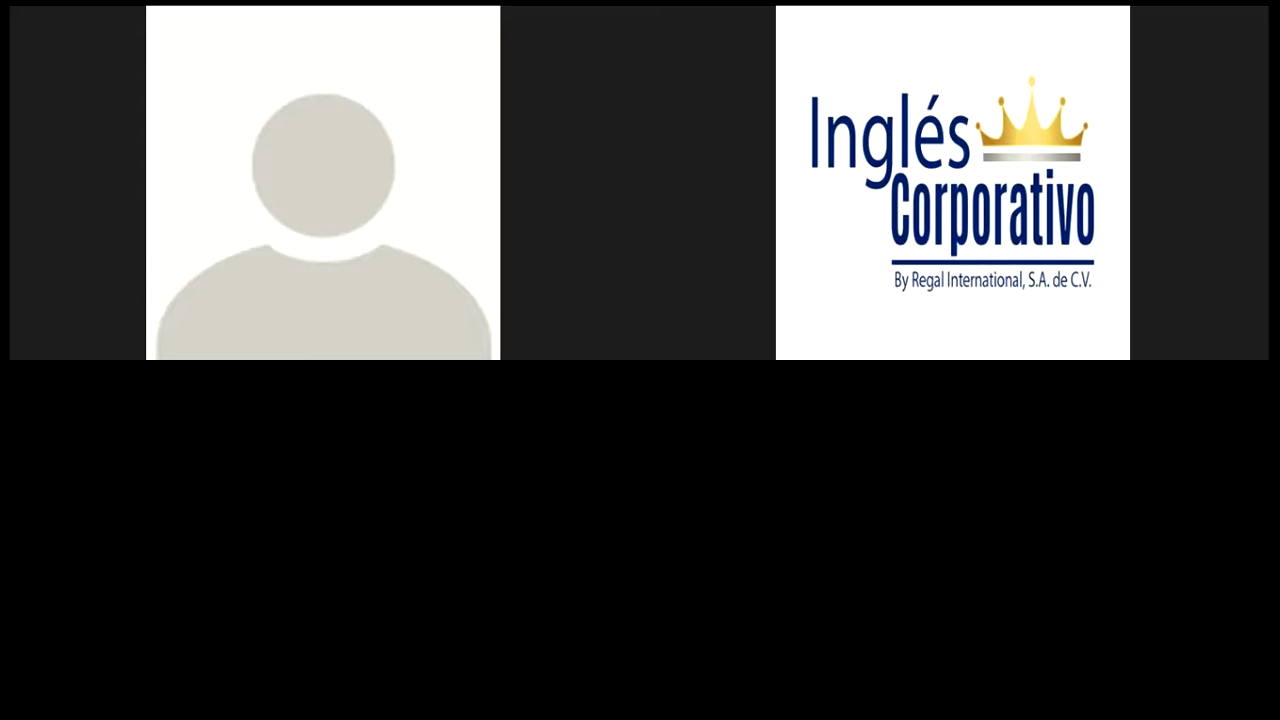 Inglés
Corporativo
By Regal International, S.A. de C.V.